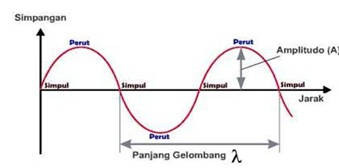 Simpangan
Perut
Perut
Amplitudo (A)
Simpul
Simpul
Simpul
Simpul
Jarak
Perut
Panjang Gelombang λ